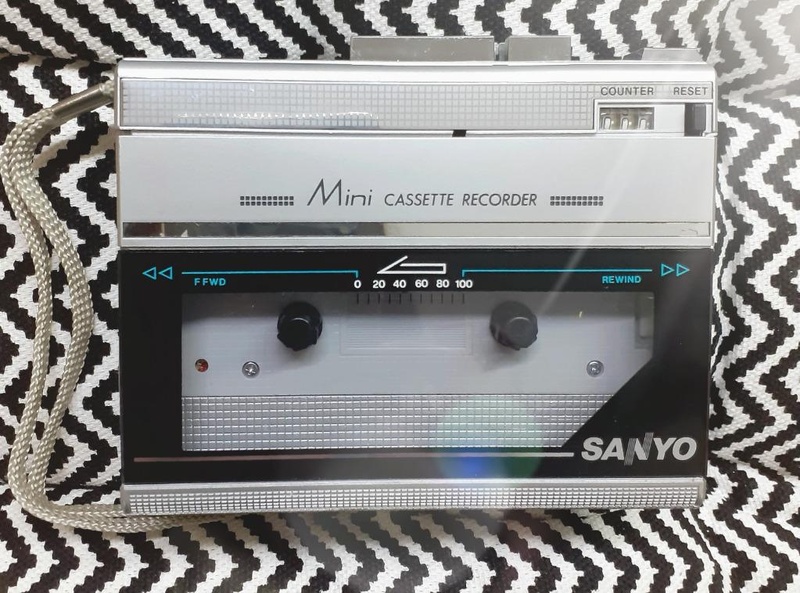 COUNTER RESET
Mini CASSETTE RECORDER
F FWD
0 20 40 60 80 100
REWIND
SANYO